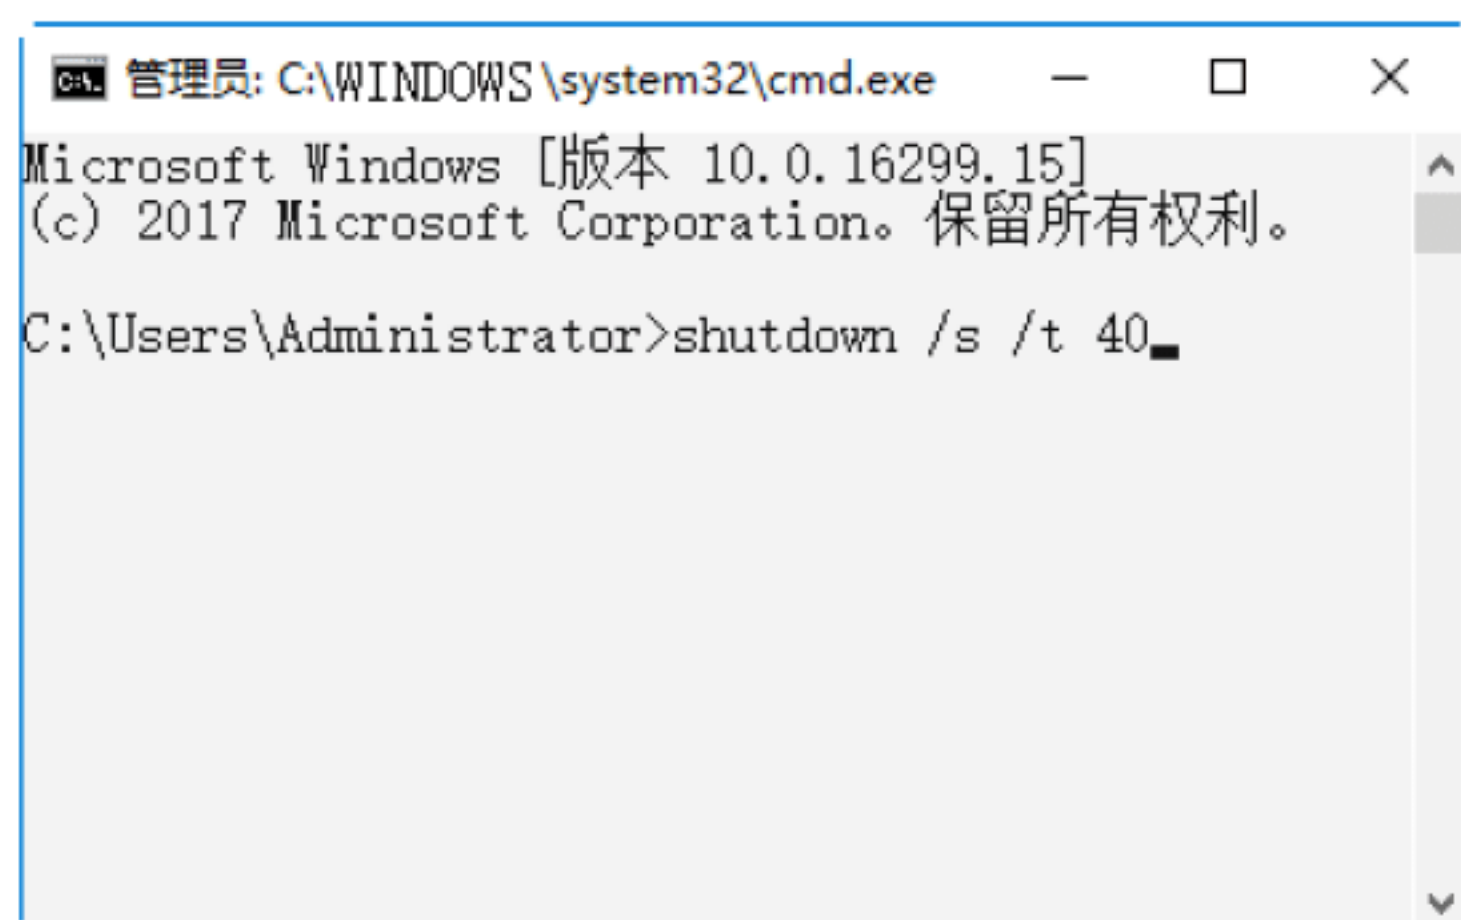 管理员: C:\WINDOWS\system32\cmd.exe
Microsoft Windows [版本 10.0.16299.15]
(c) 2017 Microsoft Corporation。保留所有权利。
C:\Users\Administrator>shutdown /s /t 40